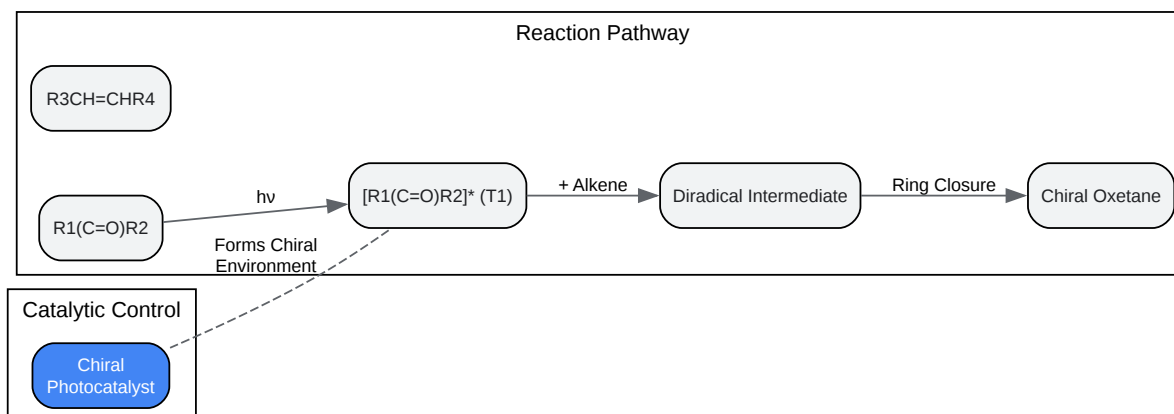 Reaction Pathway
R3CH=CHR4
R1(C=O)R2
hν
[R1(C=O)R2]* (T1)
+ Alkene
Diradical Intermediate
Ring Closure
Chiral Oxetane
Forms Chiral
Environment
Catalytic Control
Chiral
Photocatalyst